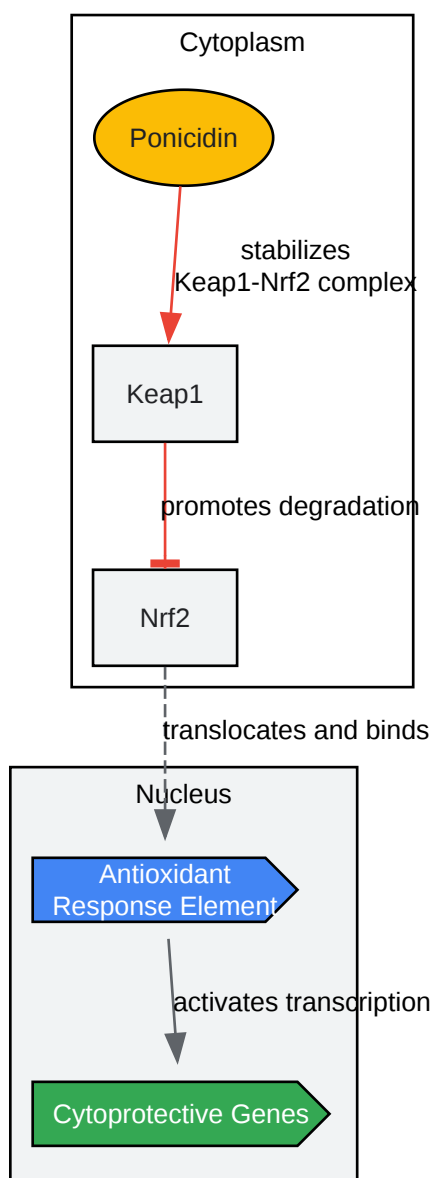 Cytoplasm
Ponicidin
stabilizes
Keap1-Nrf2 complex
Keap1
promotes degradation
Nrf2
translocates and binds
Nucleus
Antioxidant
Response Element
activates transcription
Cytoprotective Genes